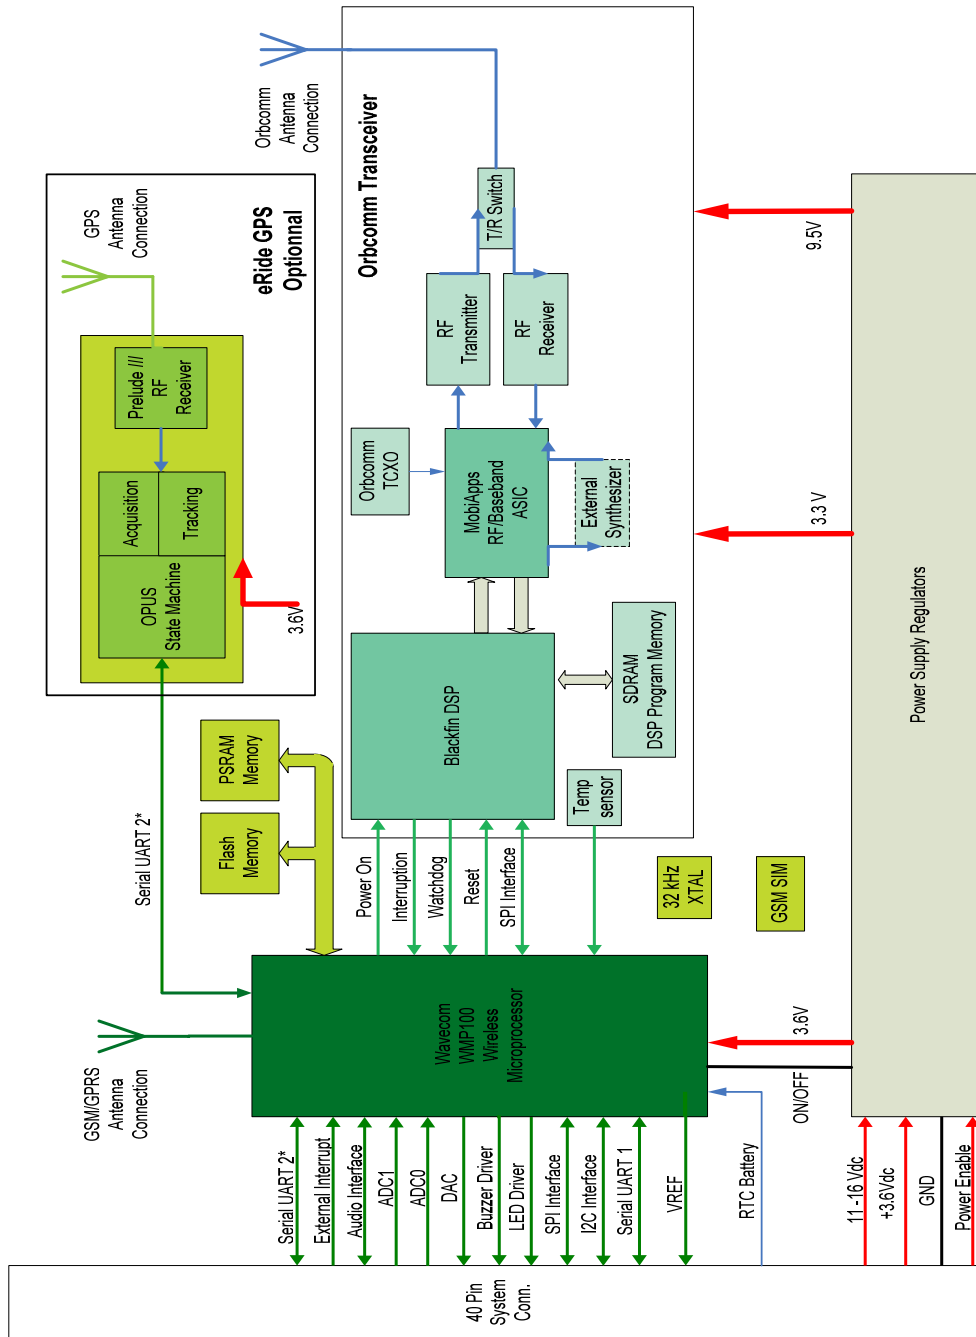 Orbcomm
Antenna
Connection
Orbcomm Transceiver
GPS
Antenna
Connection
eRide GPS
Optionnal
Prelude ///
RF
Receiver
Acquisition
Tracking
OPUS
State Machine
3.6V
T/R Switch
RF
Transmitter
RF
Receiver
Orbcomm
TCXO
MobiApps
RF/Baseband
ASIC
External
Synthesizer
Blackfin DSP
SDRAM
DSP Program Memory
Temp
sensor
9.5V
3.3 V
Power Supply Regulators
PSRAM
Memory
Flash
Memory
Serial UART 2*
Power On
Interruption
Watchdog
Reset
SPI Interface
32 kHz
XTAL
GSM SIM
GSM/GPRS
Antenna
Connection
Wavecom
WMP100
Wireless
Microprocessor
3.6V
ON/OFF
Serial UART 2*
External Interrupt
Audio Interface
ADC1
ADC0
DAC
Buzzer Driver
LED Driver
SPI Interface
I2C Interface
Serial UART 1
VREF
RTC Battery
11 -16 Vdc
+3.6Vdc
GND
Power Enable
40 Pin
System
Conn.